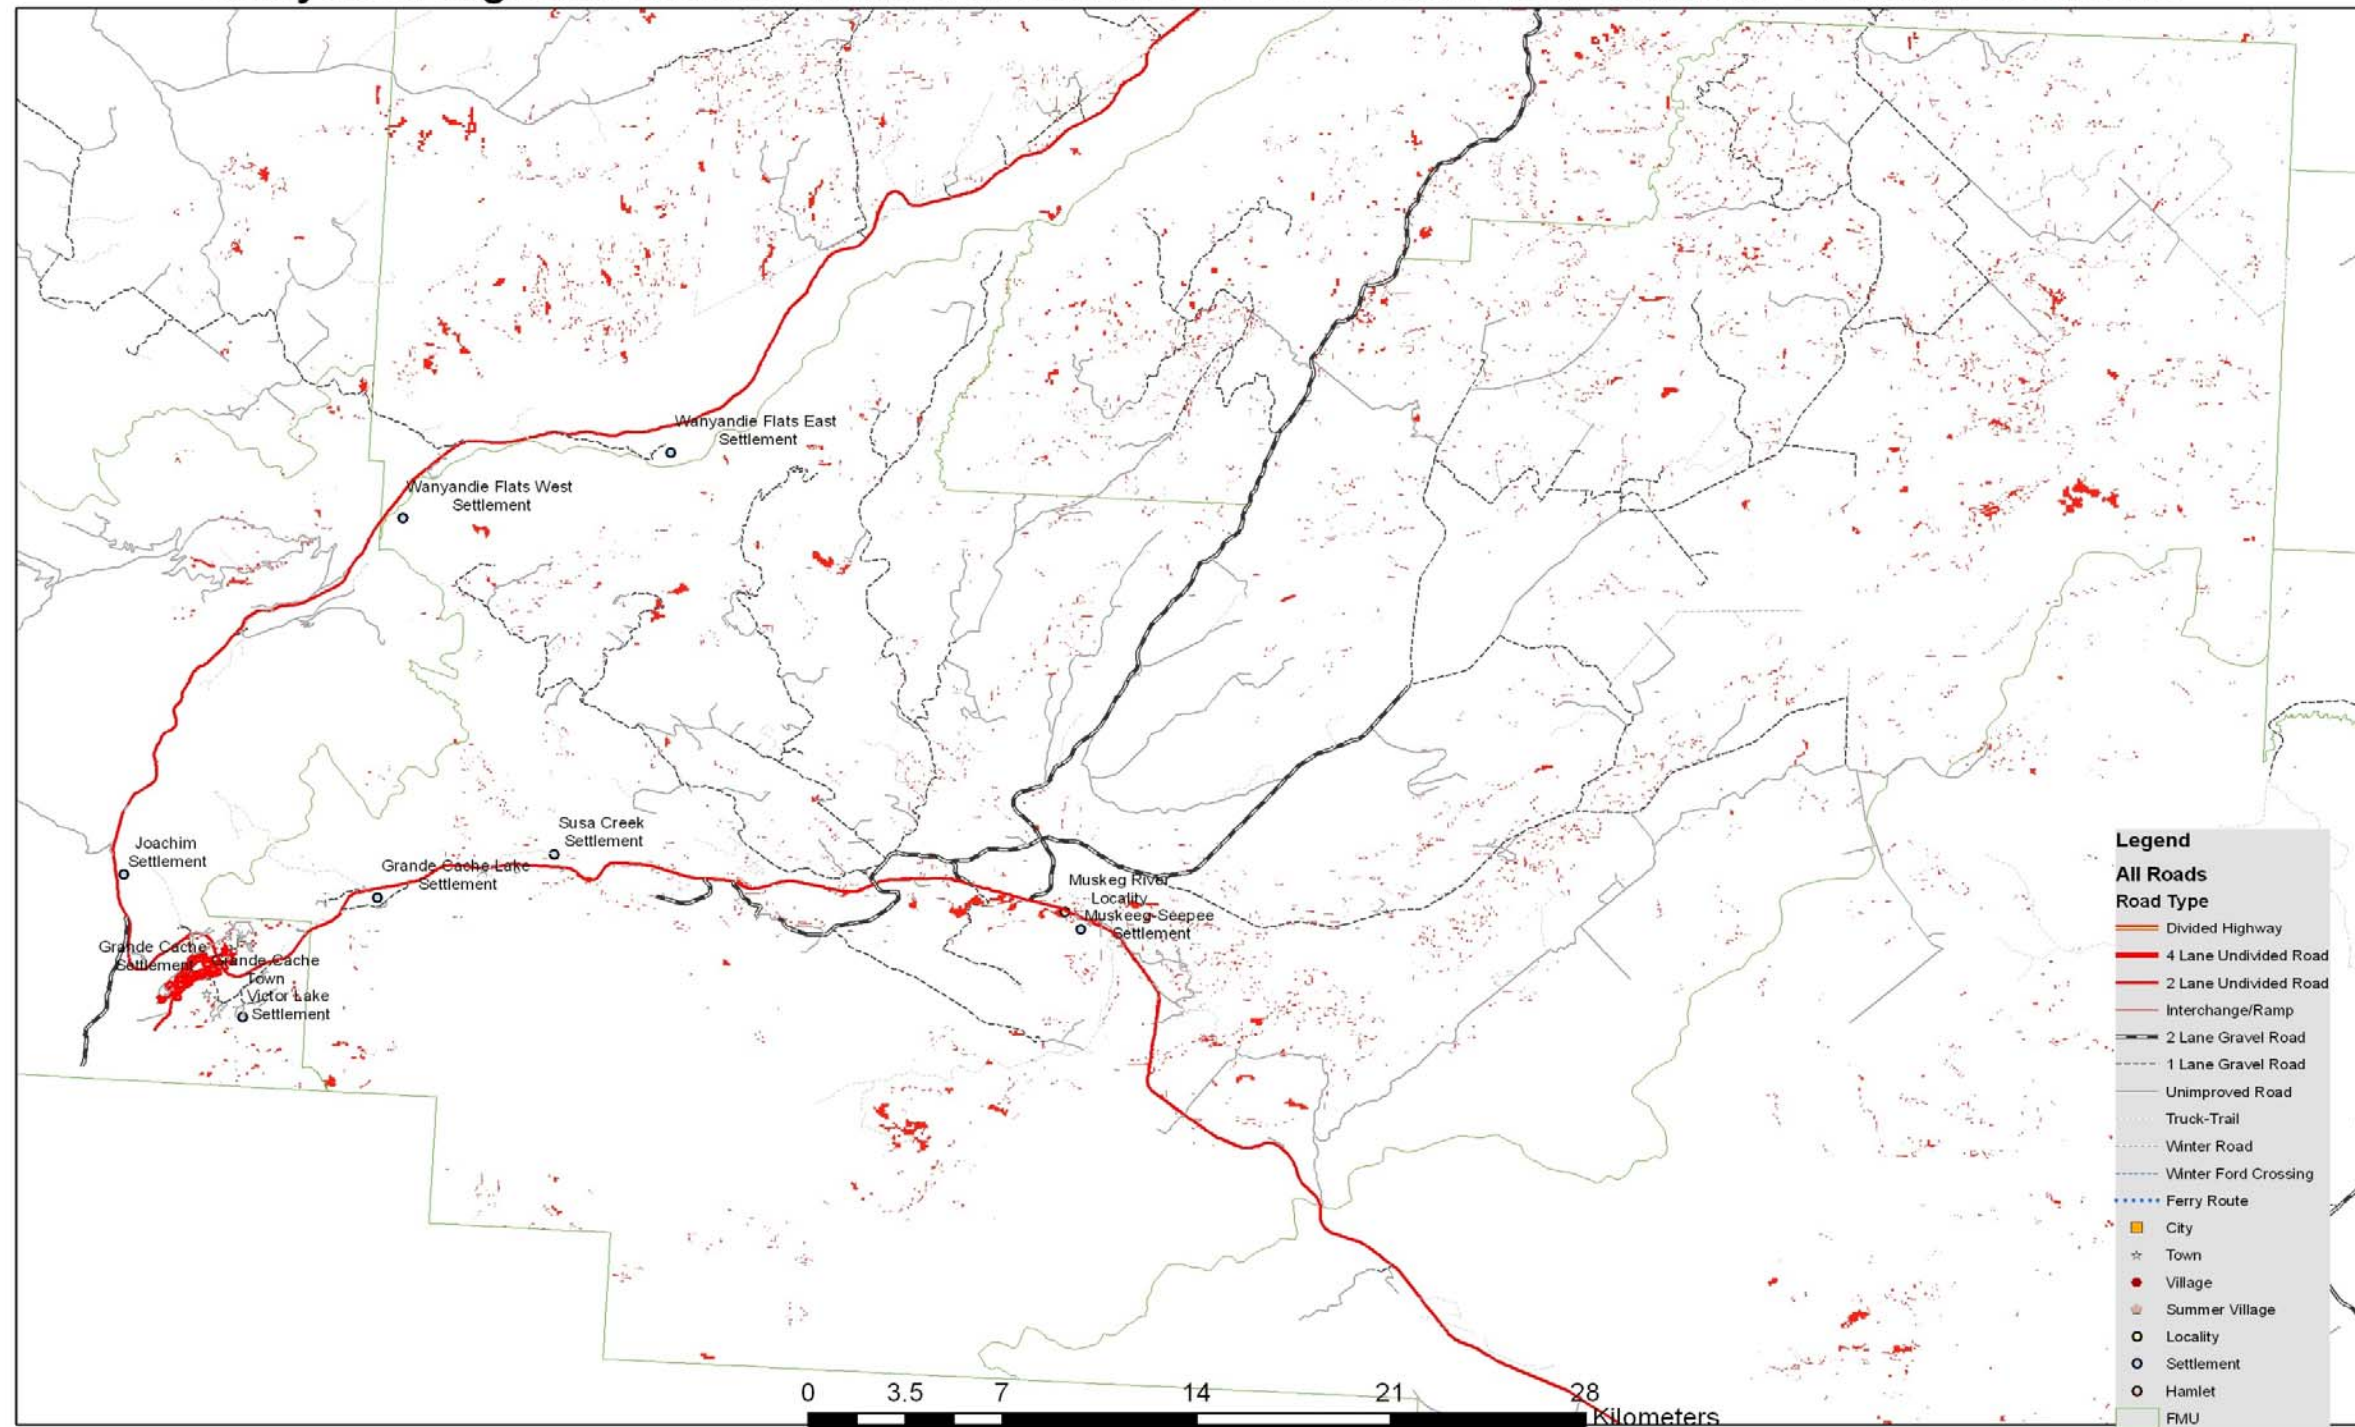 Wanyandie Flats East
Settlement
Wanyandie Flats West
Settlement
Susa Creek
Settlement
Joachim
Settlement
Grande Cache Lake
Settlement
Muskeg River
Locality
Muskeeg-Seepee
Settlement
Grande Cache
Settlement
Grande Cache
Town
Victor Lake
Settlement
Legend
All Roads
Road Type
Divided Highway
4 Lane Undivided Road
2 Lane Undivided Road
Interchange/Ramp
2 Lane Gravel Road
1 Lane Gravel Road
Unimproved Road
Truck-Trail
Winter Road
Winter Ford Crossing
Ferry Route
City
Town
Village
Summer Village
Locality
Settlement
Hamlet
FMU
0 3.5 7 14 21 28
Kilometers